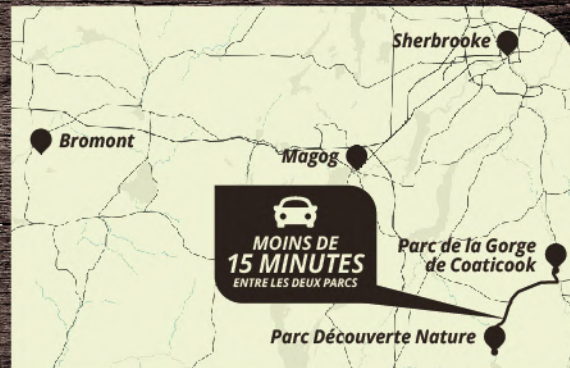 Sherbrooke
Bromont
Magog
MOINS DE
15 MINUTES
ENTRE LES DEUX PARCS
Parc de la Gorge
de Coaticook
Parc Découverte Nature